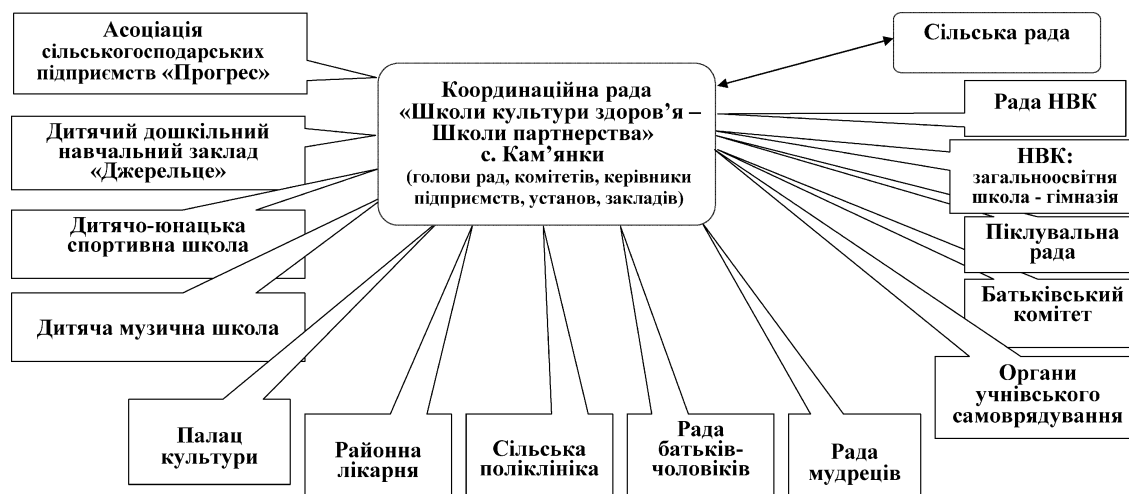 Асоціація
сільськогосподарських
підприємств «Прогрес»
Сільська рада
Координаційна рада
«Школи культури здоров’я –
Школи партнерства»
с. Кам’янки
(голови рад, комітетів, керівники
підприємств, установ, закладів)
Рада НВК
Дитячий дошкільний
навчальний заклад
«Джерельце»
НВК:
загальноосвітня
школа - гімназія
Дитячо-юнацька
спортивна школа
Піклувальна
рада
Дитяча музична школа
Батьківський
комітет
Органи
учнівського
самоврядування
Палац
культури
Районна
лікарня
Сільська
поліклініка
Рада
батьків-
чоловіків
Рада
мудреців